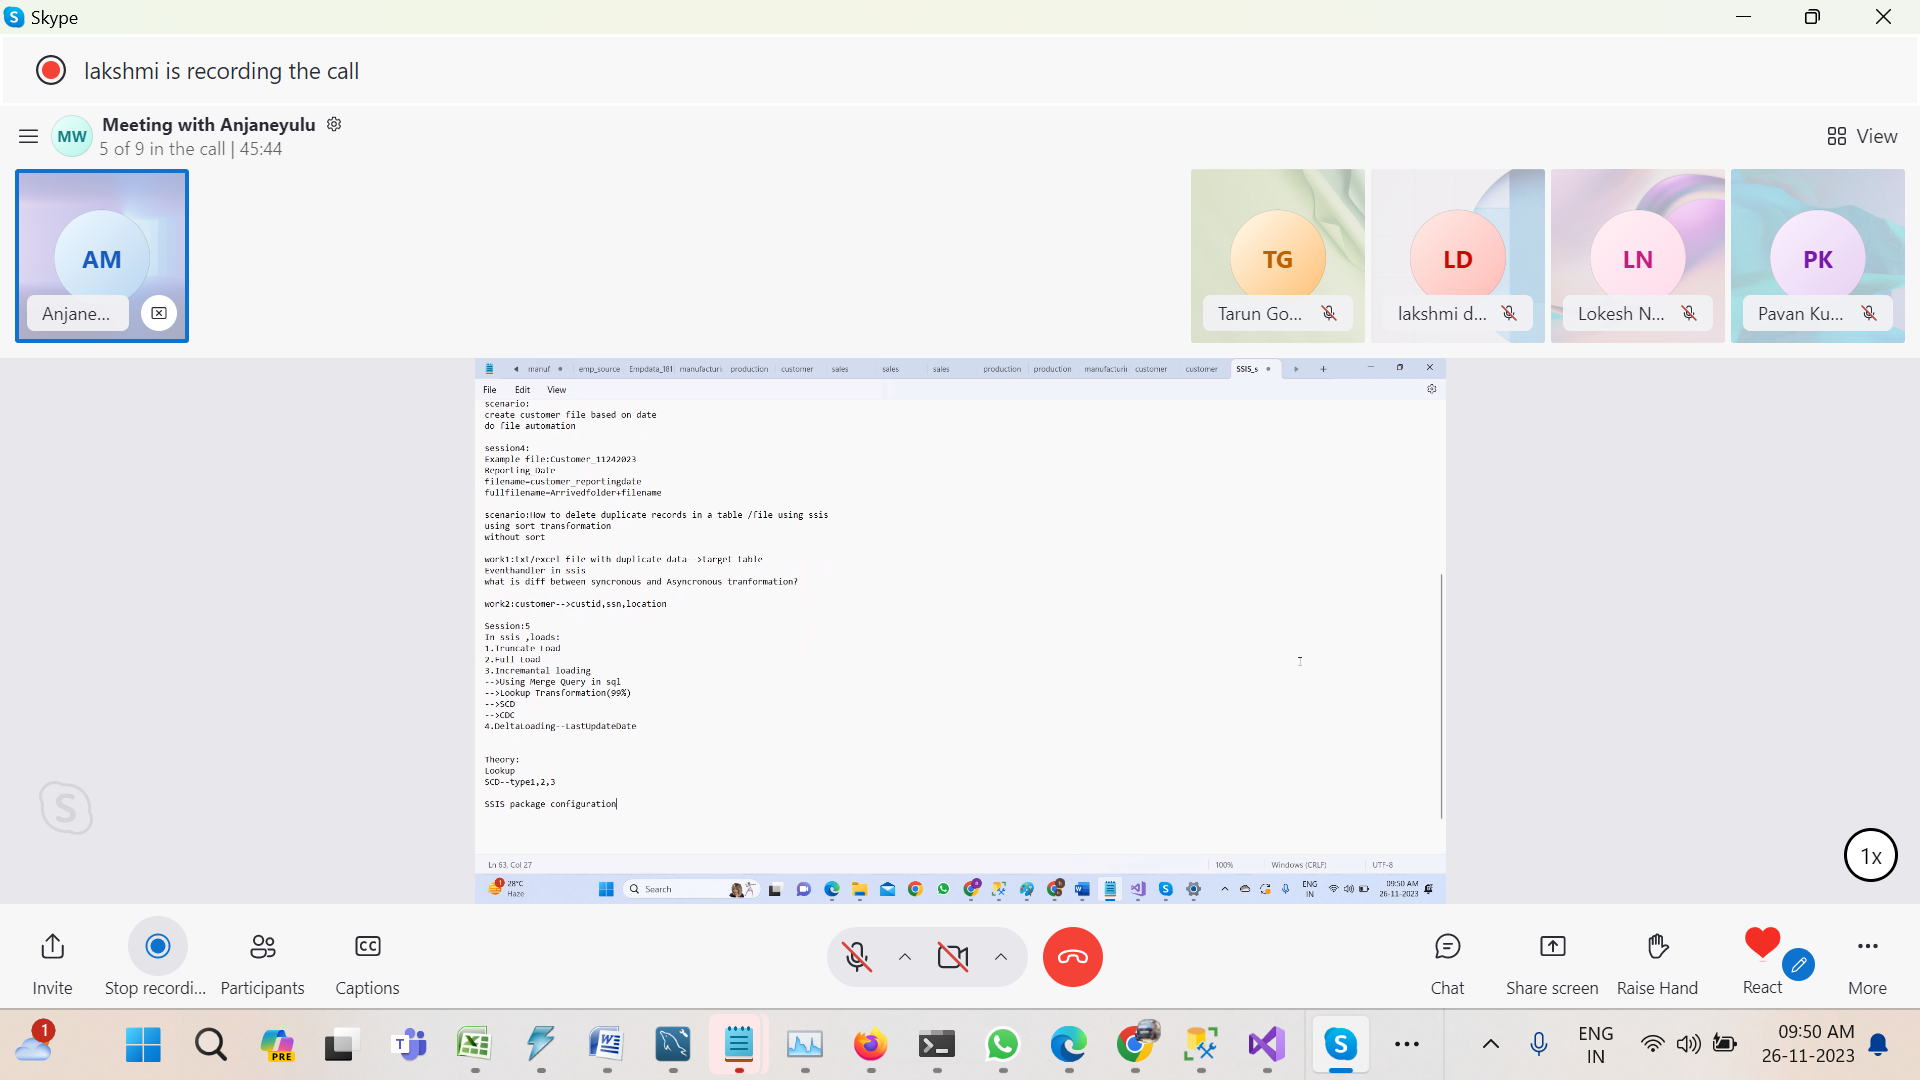 Skype
lakshmi is recording the call
MW
Meeting with Anjaneyulu
5 of 9 in the call | 45:44
View
AM
Anjane...
TG
Tarun Go...
LD
lakshmi d...
LN
Lokesh N...
PK
Pavan Ku...
manuf
emp_source
Empdata_181
manufacturi
production
customer
sales
sales
sales
production
production
manufacturi
customer
customer
SSIS_s
File Edit View
scenario:
create customer file based on date
do file automation
session4:
Example file:Customer_11242023
Reporting Date
filename=customer_reportingdate
fullfilename=Arrivedfolder+filename
scenario:How to delete duplicate records in a table /file using ssis
using sort transformation
without sort
work1:txt/excel file with duplicate data-->target table
Eventhandler in ssis
what is diff between syncronous and Asyncronous tranformation?
work2:customer-->custid,ssn,location
Session:5
In ssis ,loads:
1.Truncate Load
2.Full Load
3.Incremantal loading
-->Using Merge Query in sql
-->Lookup Transformation(99%)
-->SCD
-->CDC
4.DeltaLoading--LastUpdateDate
Theory:
Lookup
SCD--type1,2,3
SSIS package configuration
Ln 63, Col 27
100%
Windows (CRLF)
UTF-8
1
28°C
Haze
Search
ENG
IN
09:50 AM
26-11-2023
1x
Invite
Stop recordi...
Participants
CC
Captions
Chat
Share screen
Raise Hand
React
More
1
PRE
ENG
IN
09:50 AM
26-11-2023